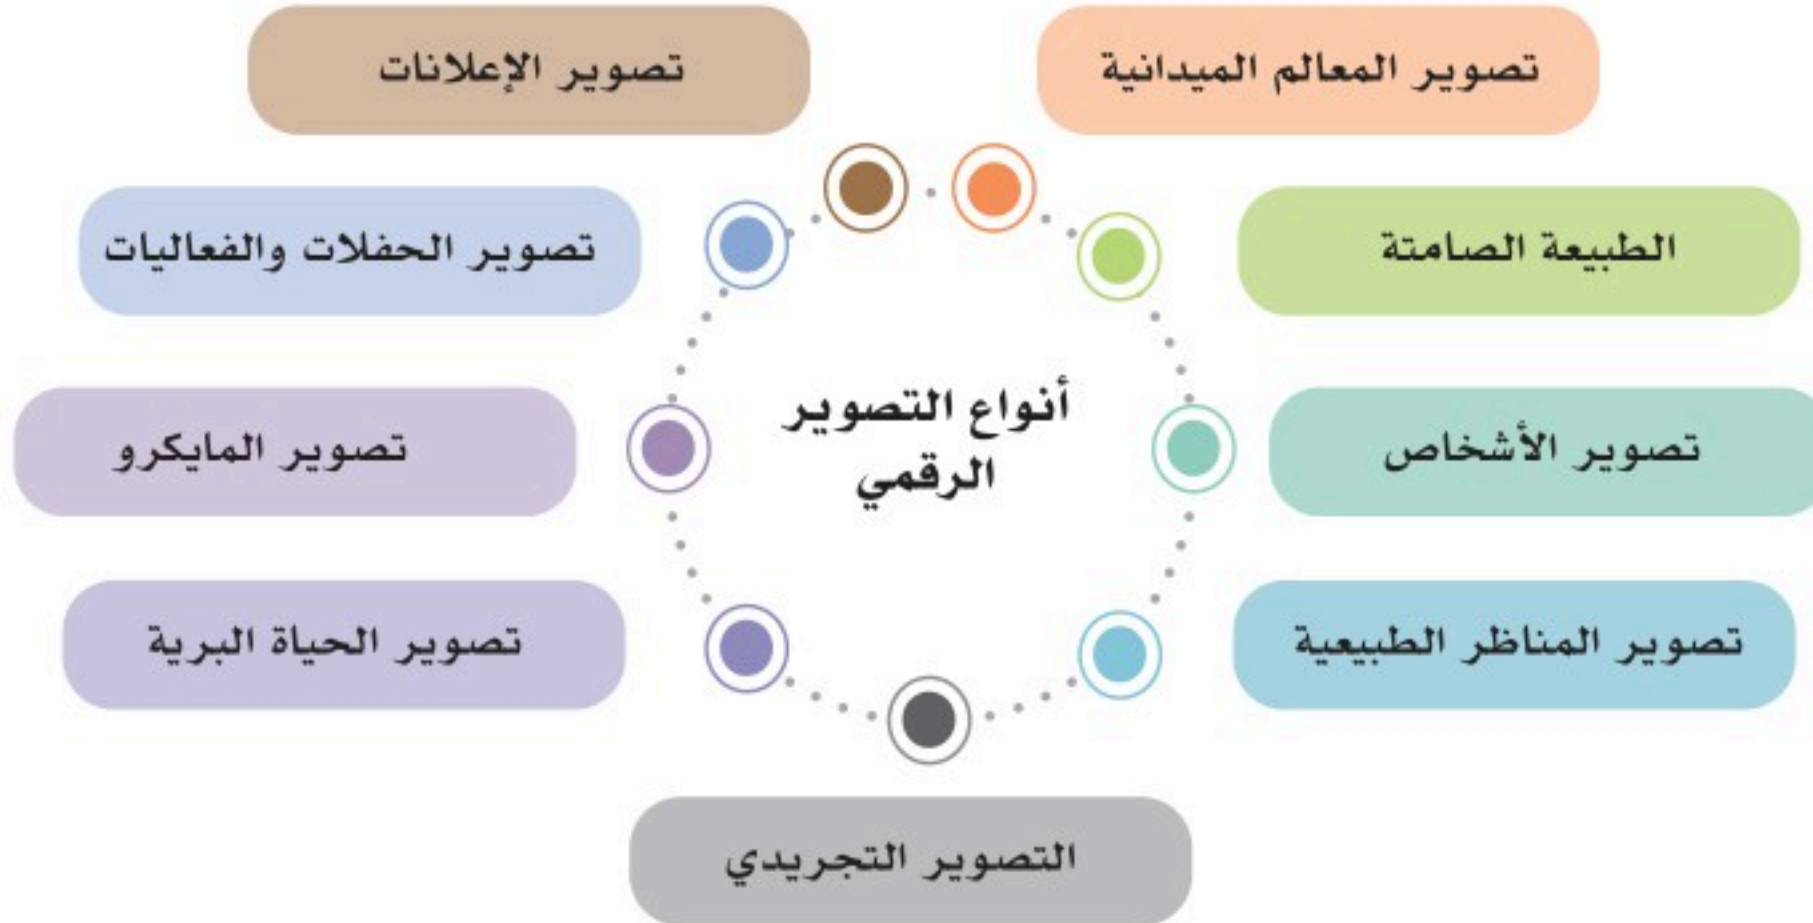 تصوير المعالم الميدانية
تصوير الإعلانات
الطبيعة الصامتة
تصوير الحفلات والفعاليات
أنواع التصوير
الرقمي
تصوير الأشخاص
تصوير المايكرو
تصوير المناظر الطبيعية
تصوير الحياة البرية
التصوير التجريدي